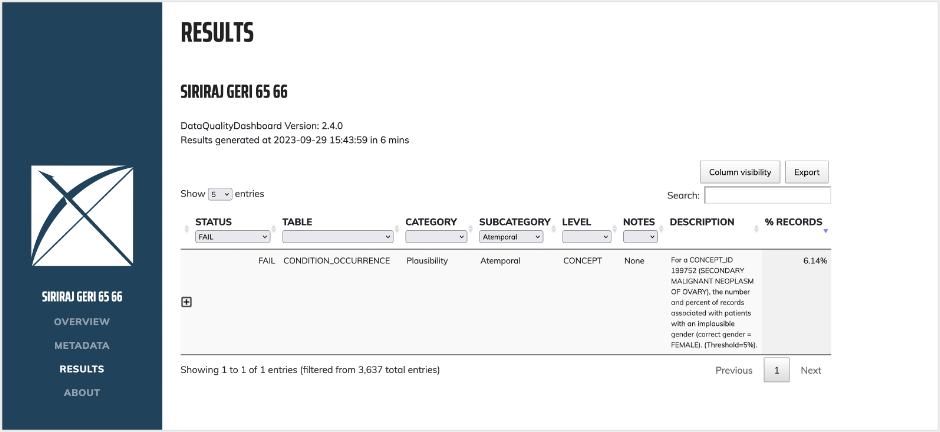 RESULTS
SIRIRAJ GERI 65 66
DataQualityDashboard Version: 2.4.0
Results generated at 2023-09-29 15:43:59 in 6 mins
Column visibility Export
Show 5 entries
Search:
STATUS TABLE CATEGORY SUBCATEGORY LEVEL NOTES DESCRIPTION % RECORDS
FAIL Atemporal
FAIL CONDITION_OCCURRENCE Plausibility Atemporal CONCEPT None For a CONCEPT_ID 6.14%
199752 (SECONDARY
MALIGNANT NEOPLASM
OF OVARY), the number
and percent of records
associated with patients
with an implausible
gender (correct gender =
FEMALE). (Threshold=5%).
Showing 1 to 1 of 1 entries (filtered from 3,637 total entries)
Previous 1 Next
SIRIRAJ GERI 65 66
OVERVIEW
METADATA
RESULTS
ABOUT